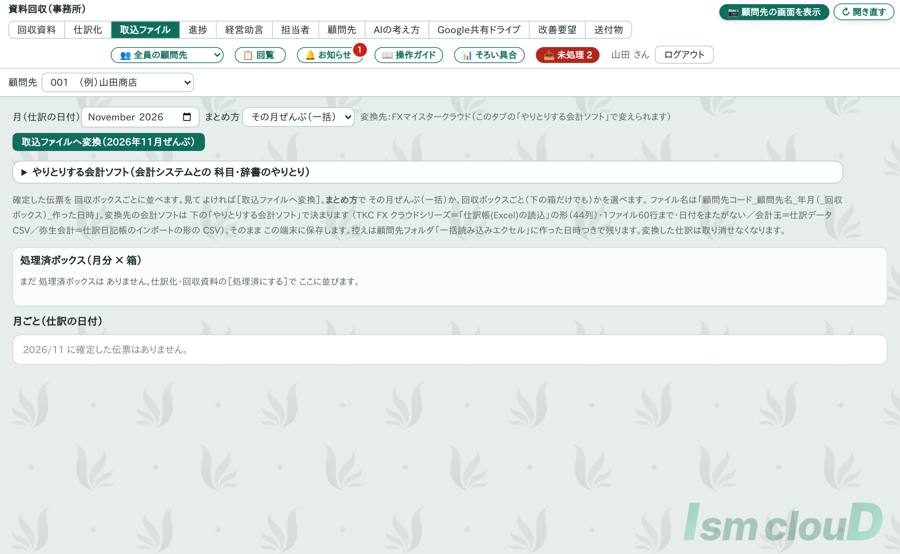 資料回収（事務所）
📷 顧問先の画面を表示
↻ 開き直す
回収資料 仕訳化 取込ファイル 進捗 経営助言 担当者 顧問先 AIの考え方 Google共有ドライブ 改善要望 送付物
👥 全員の顧問先 📋 回覧 🔔 お知らせ 1 📖 操作ガイド 📊 そろい具合 📥 未処理 2 山田 さん ログアウト
顧問先 001 （例）山田商店
月（仕訳の日付） November 2026 まとめ方 その月ぜんぶ（一括） 変換先：FXマイスタークラウド（このタブの「やりとりする会計ソフト」で変えられます）
取込ファイルへ変換（2026年11月ぜんぶ）
▶ やりとりする会計ソフト（会計システムとの 科目・辞書のやりとり）
確定した伝票を 回収ボックスごとに並べます。見て よければ［取込ファイルへ変換］。まとめ方で その月ぜんぶ（一括）か、回収ボックスごと（下の箱だけでも）かを選べます。ファイル名は「顧問先コード_顧問先名_年月（_回収
ボックス）_作った日時」。変換先の会計ソフトは 下の「やりとりする会計ソフト」で決まります（TKC FX クラウドシリーズ＝「仕訳帳(Excel)の読込」の形（44列）・1ファイル60行まで・日付をまたがない／会計王＝仕訳データ
CSV／弥生会計＝仕訳日記帳のインポートの形の CSV）。そのまま この端末に保存します。控えは顧問先フォルダ「一括読み込みエクセル」に作った日時つきで残ります。変換した仕訳は取り消せなくなります。
処理済ボックス（月分 × 箱）
まだ 処理済ボックスは ありません。仕訳化・回収資料の［処理済にする］で ここに並びます。
月ごと（仕訳の日付）
2026/11 に確定した伝票はありません。
Ism clouD